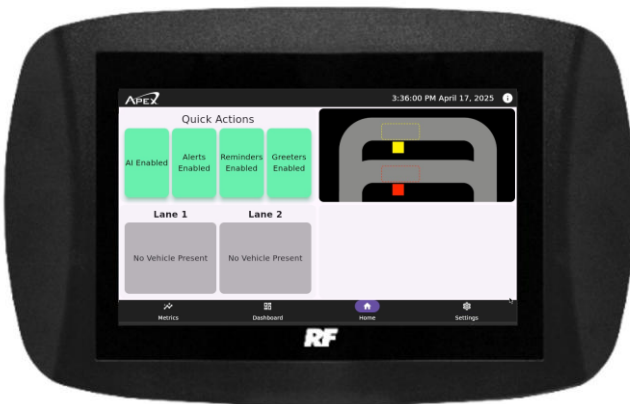 APEX
3:36:00 PM April 17, 2025
Quick Actions
AI Enabled
Alerts
Enabled
Reminders
Enabled
Greeters
Enabled
Lane 1
Lane 2
No Vehicle Present
No Vehicle Present
Metrics
Dashboard
Home
Settings
RF